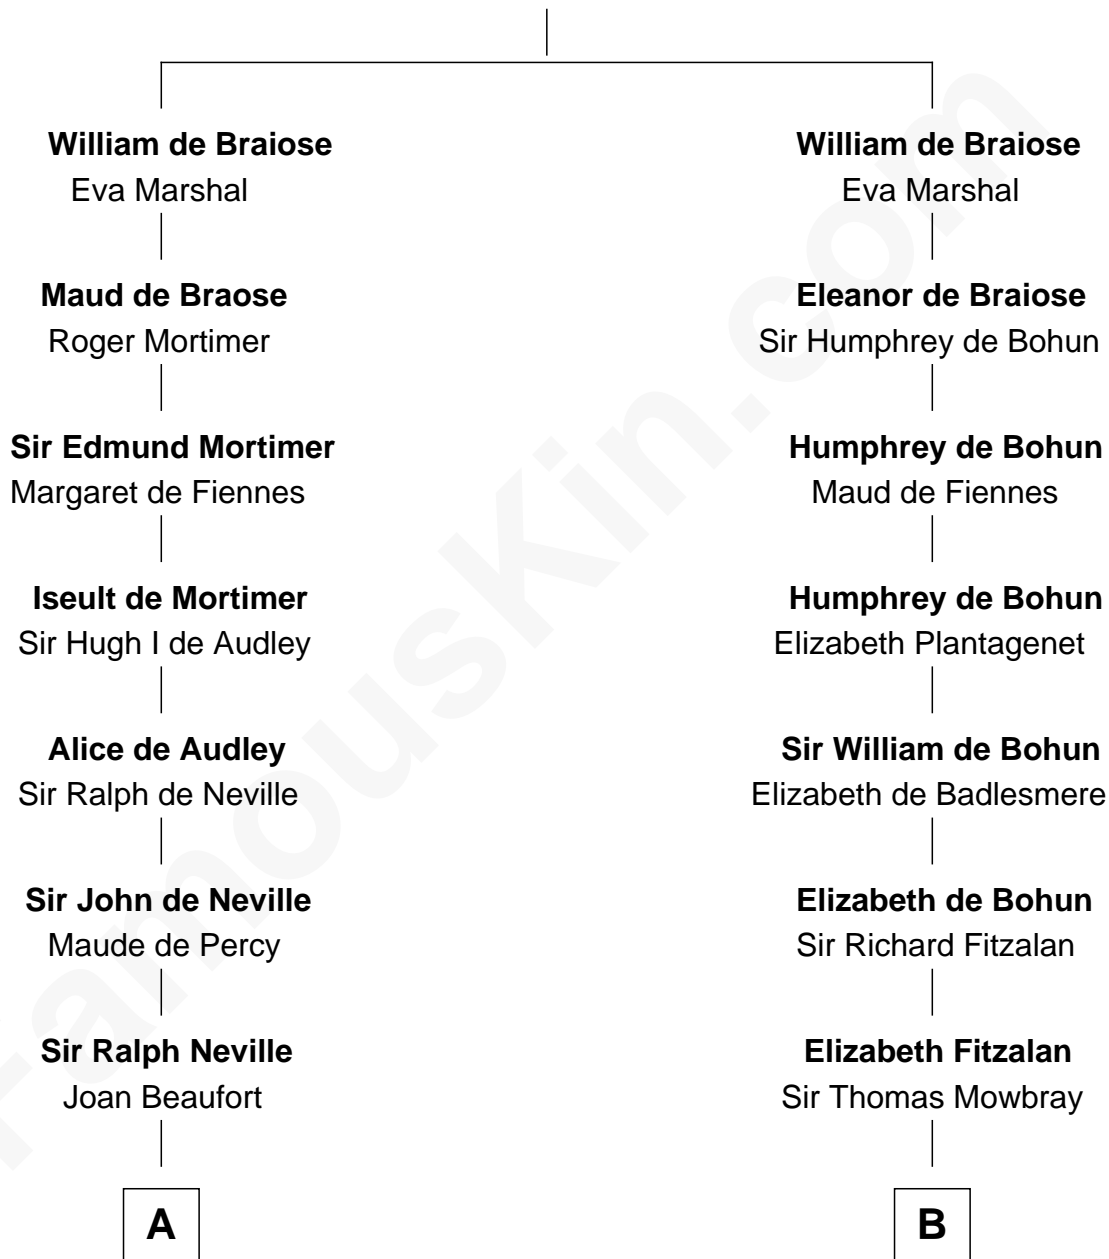 William de Braiose
Eva Marshal
Maud de Braose
Roger Mortimer
Sir Edmund Mortimer
Margaret de Fiennes
Iseult de Mortimer
Sir Hugh I de Audley
Alice de Audley
Sir Ralph de Neville
Sir John de Neville
Maude de Percy
Sir Ralph Neville
Joan Beaufort
A
William de Braiose
Eva Marshal
Eleanor de Braiose
Sir Humphrey de Bohun
Humphrey de Bohun
Maud de Fiennes
Humphrey de Bohun
Elizabeth Plantagenet
Sir William de Bohun
Elizabeth de Badlesmere
Elizabeth de Bohun
Sir Richard Fitzalan
Elizabeth Fitzalan
Sir Thomas Mowbray
B
FamousKin.com